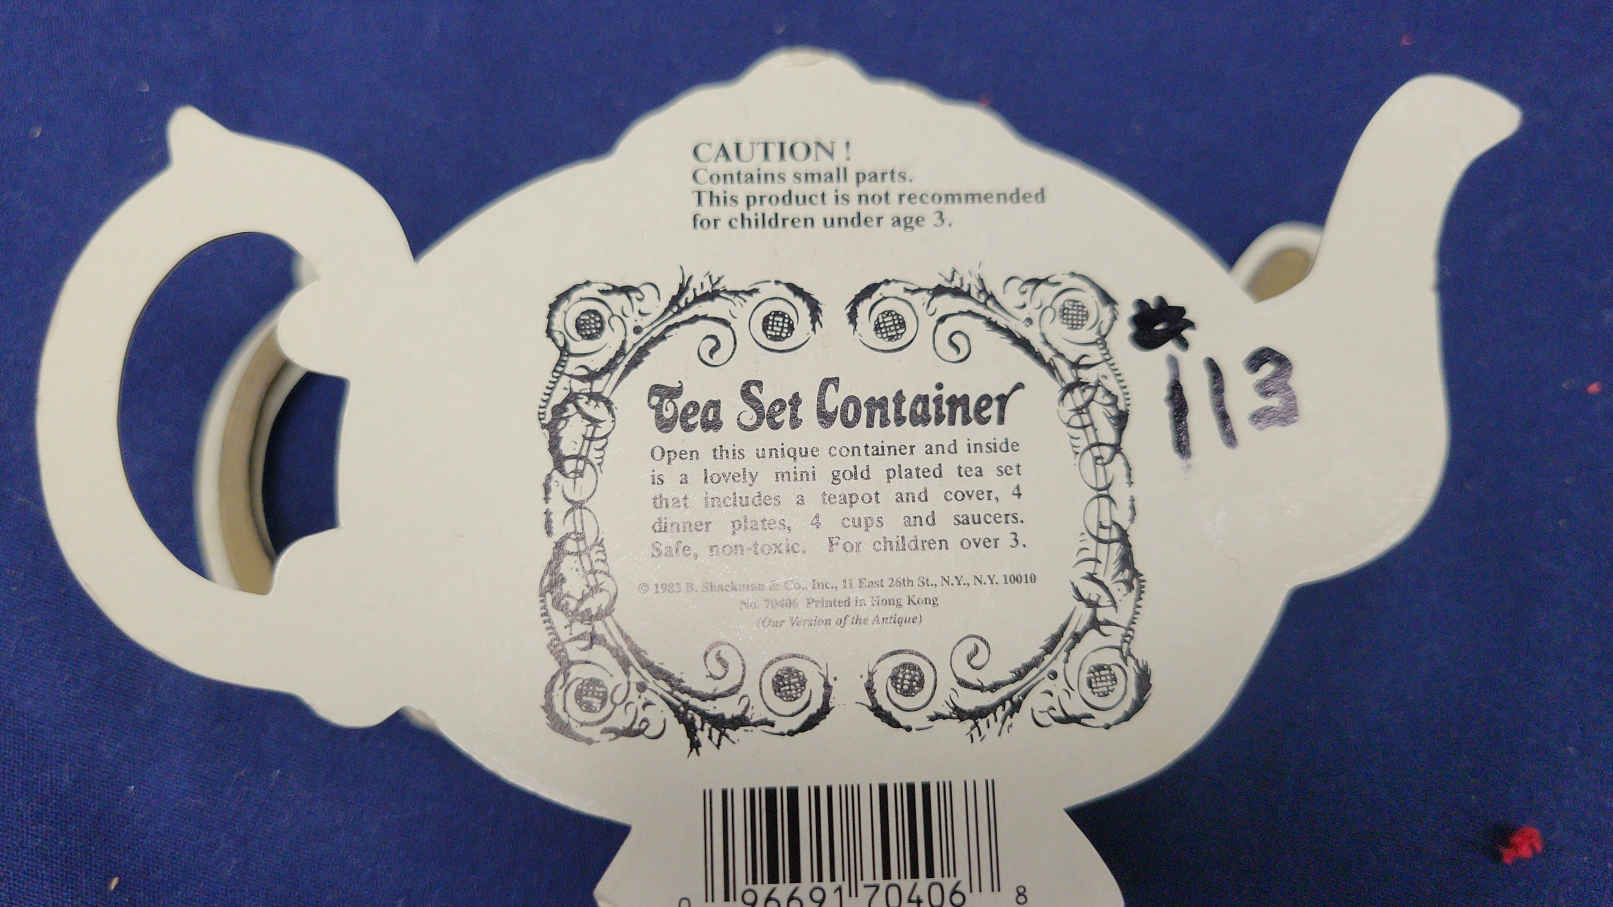 CAUTION !
Contains small parts.
This product is not recommended
for children under age 3.
#
113
Tea Set Container
Open this unique container and inside
is a lovely mini gold plated tea set
that includes a teapot and cover, 4
dinner plates, 4 cups and saucers.
Safe, non-toxic. For children over 3.
© 1983 B. Shackman & Co., Inc., 11 East 26th St., N.Y., N.Y. 10010
No. 70406 Printed in Hong Kong
(Our Version of the Antique)
0 96691 70406 8